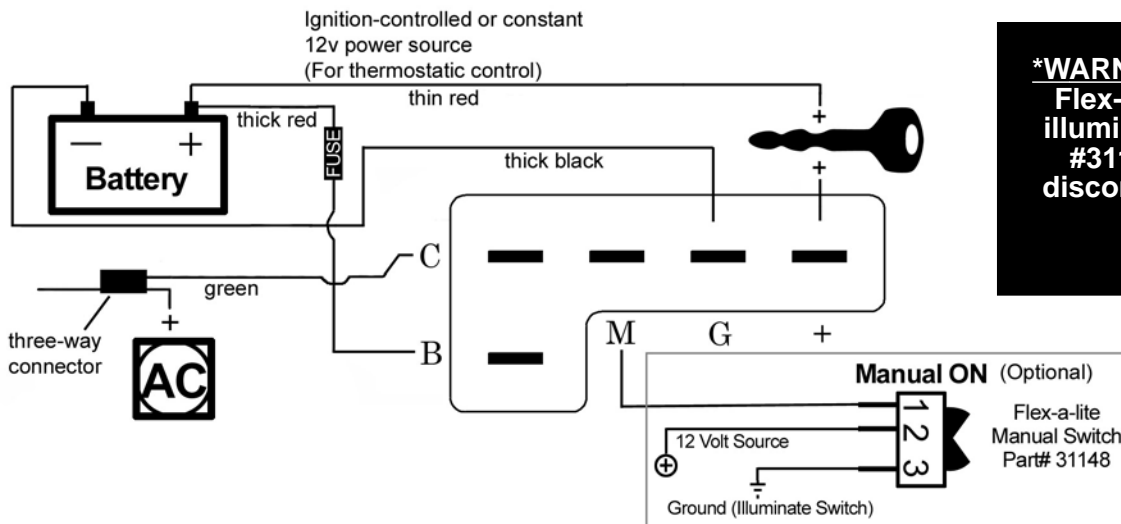 Ignition-controlled or constant
12v power source
(For thermostatic control)
thin red
thick red
FUSE
thick black
— +
Battery
+
+
C
green
+
three-way
connector
AC
B
M G +
Manual ON (Optional)
1
2
3
Flex-a-lite
Manual Switch
Part# 31148
12 Volt Source
+
Ground (Illuminate Switch)
*WARN
Flex-
illumi
#311
discor